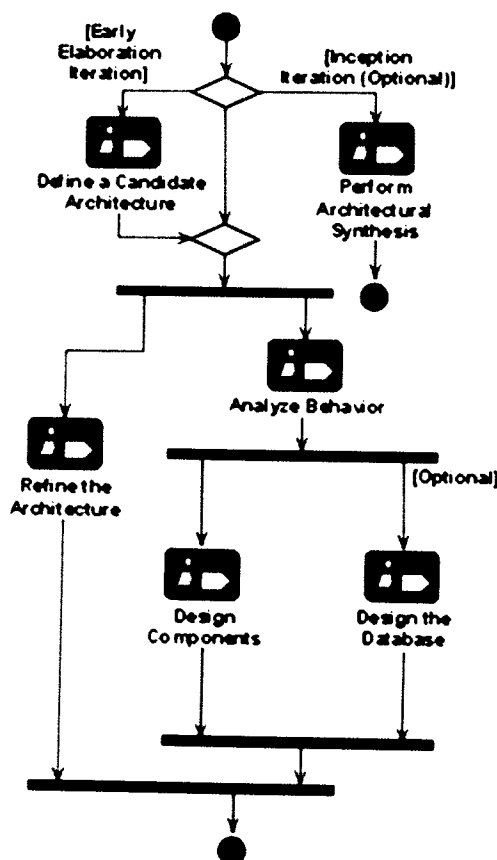 [Early
Elaboration
Iteration]
[Inception
Iteration (Optional)]
Define a Candidate
Architecture
Perform
Architectural
Synthesis
Analyze Behavior
[Optional]
Refine the
Architecture
Design
Components
Design the
Database